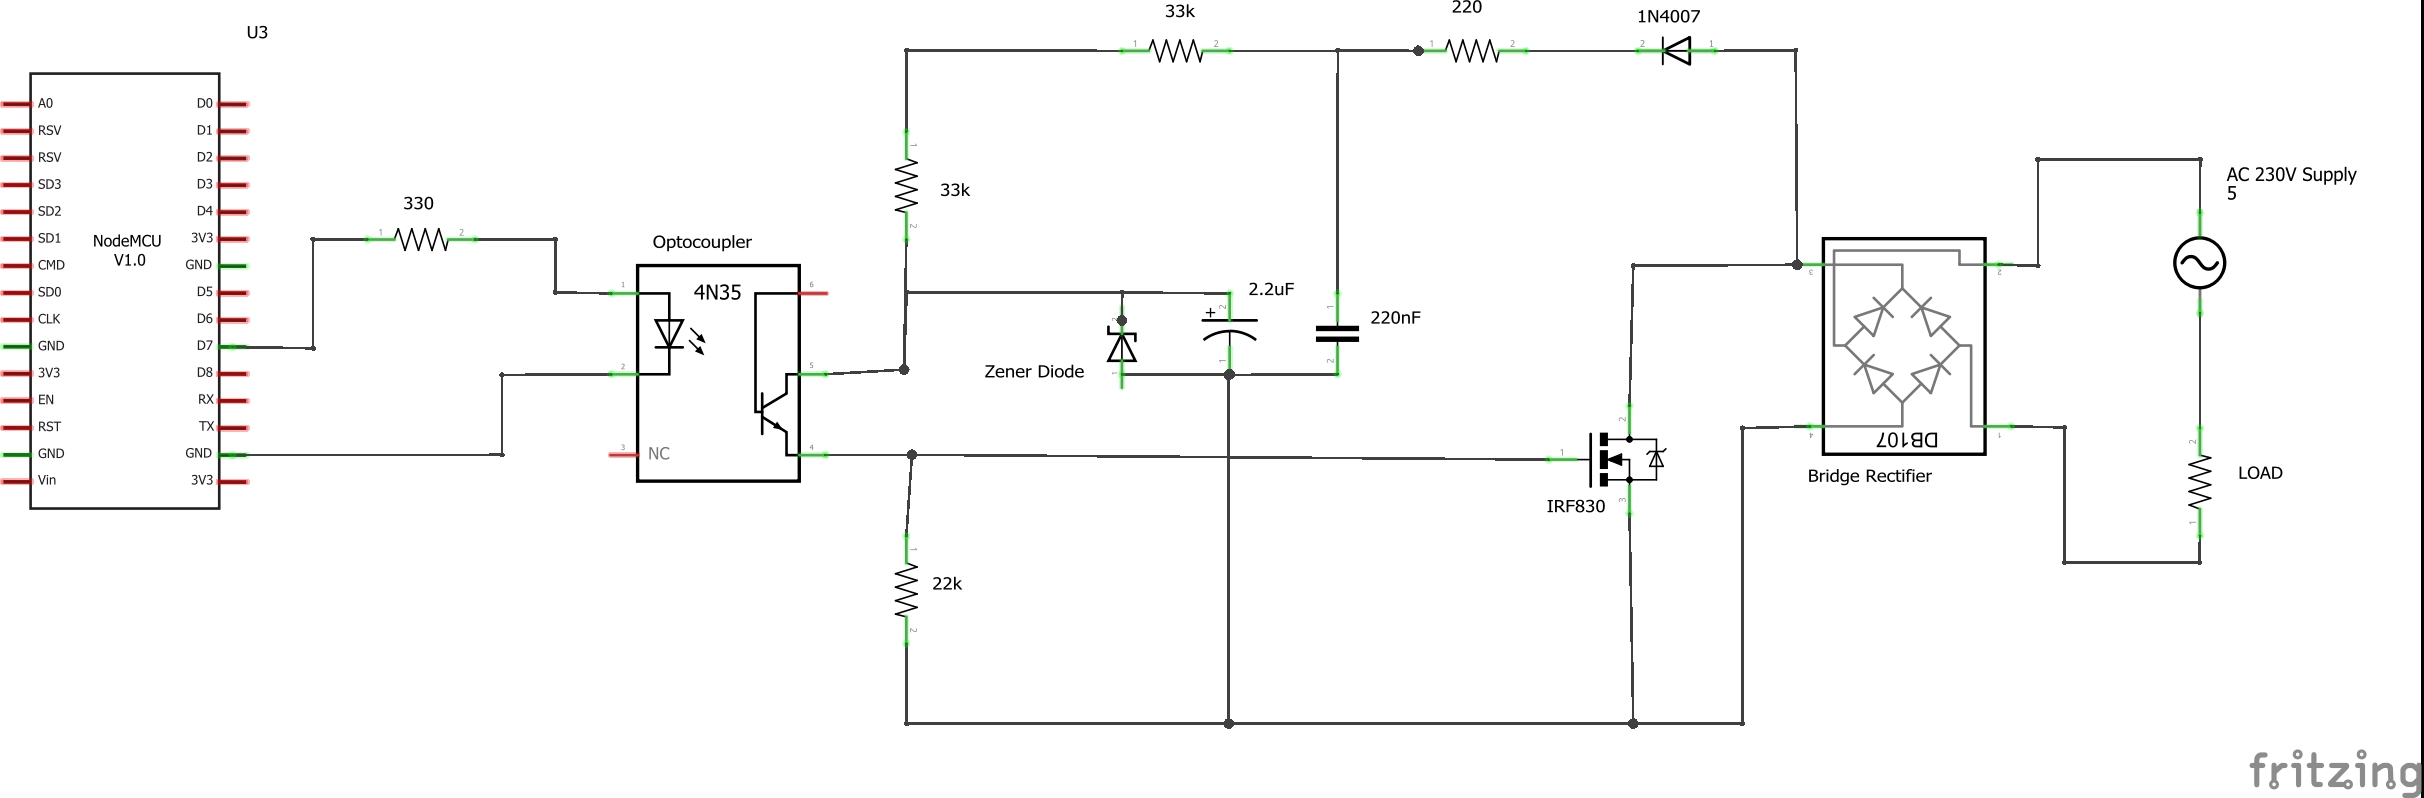 U3
33k
220
1N4007
A0
D0
RSV
D1
RSV
D2
SD3
D3
SD2
D4
SD1
3V3
CMD
GND
SD0
D5
CLK
D6
GND
D7
3V3
D8
EN
RX
RST
TX
GND
GND
Vin
3V3
NodeMCU
V1.0
330
1
2
Optocoupler
4N35
NC
1
2
3
6
5
4
33k
1
2
1
2
1
2
2
1
Zener Diode
2
1
+
2
1
2.2uF
1
2
220nF
22k
1
2
IRF830
1
2
3
3
4
2
1
DB107
Bridge Rectifier
AC 230V Supply
5
LOAD
2
1
fritzing